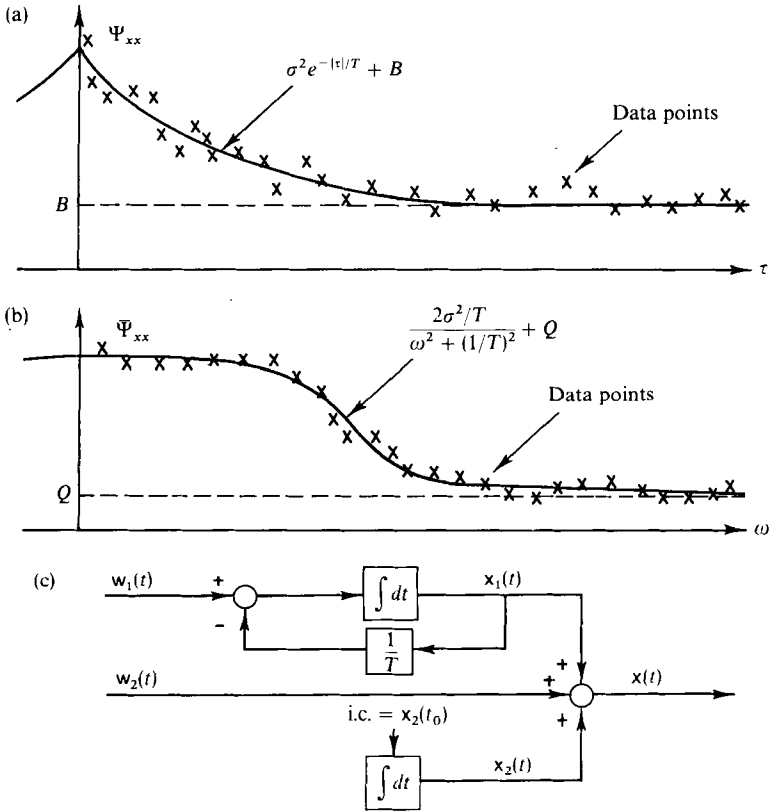 (a)
Ψxx
σ²e^−|τ|/T + B
Data points
B
τ
(b)
Ψ̄xx
2σ²/T
ω² + (1/T)²
+ Q
Data points
Q
ω
(c)
w₁(t)
+
−
∫ dt
x₁(t)
1
T
+
w₂(t)
+
x(t)
i.c. = x₂(t₀)
+
∫ dt
x₂(t)